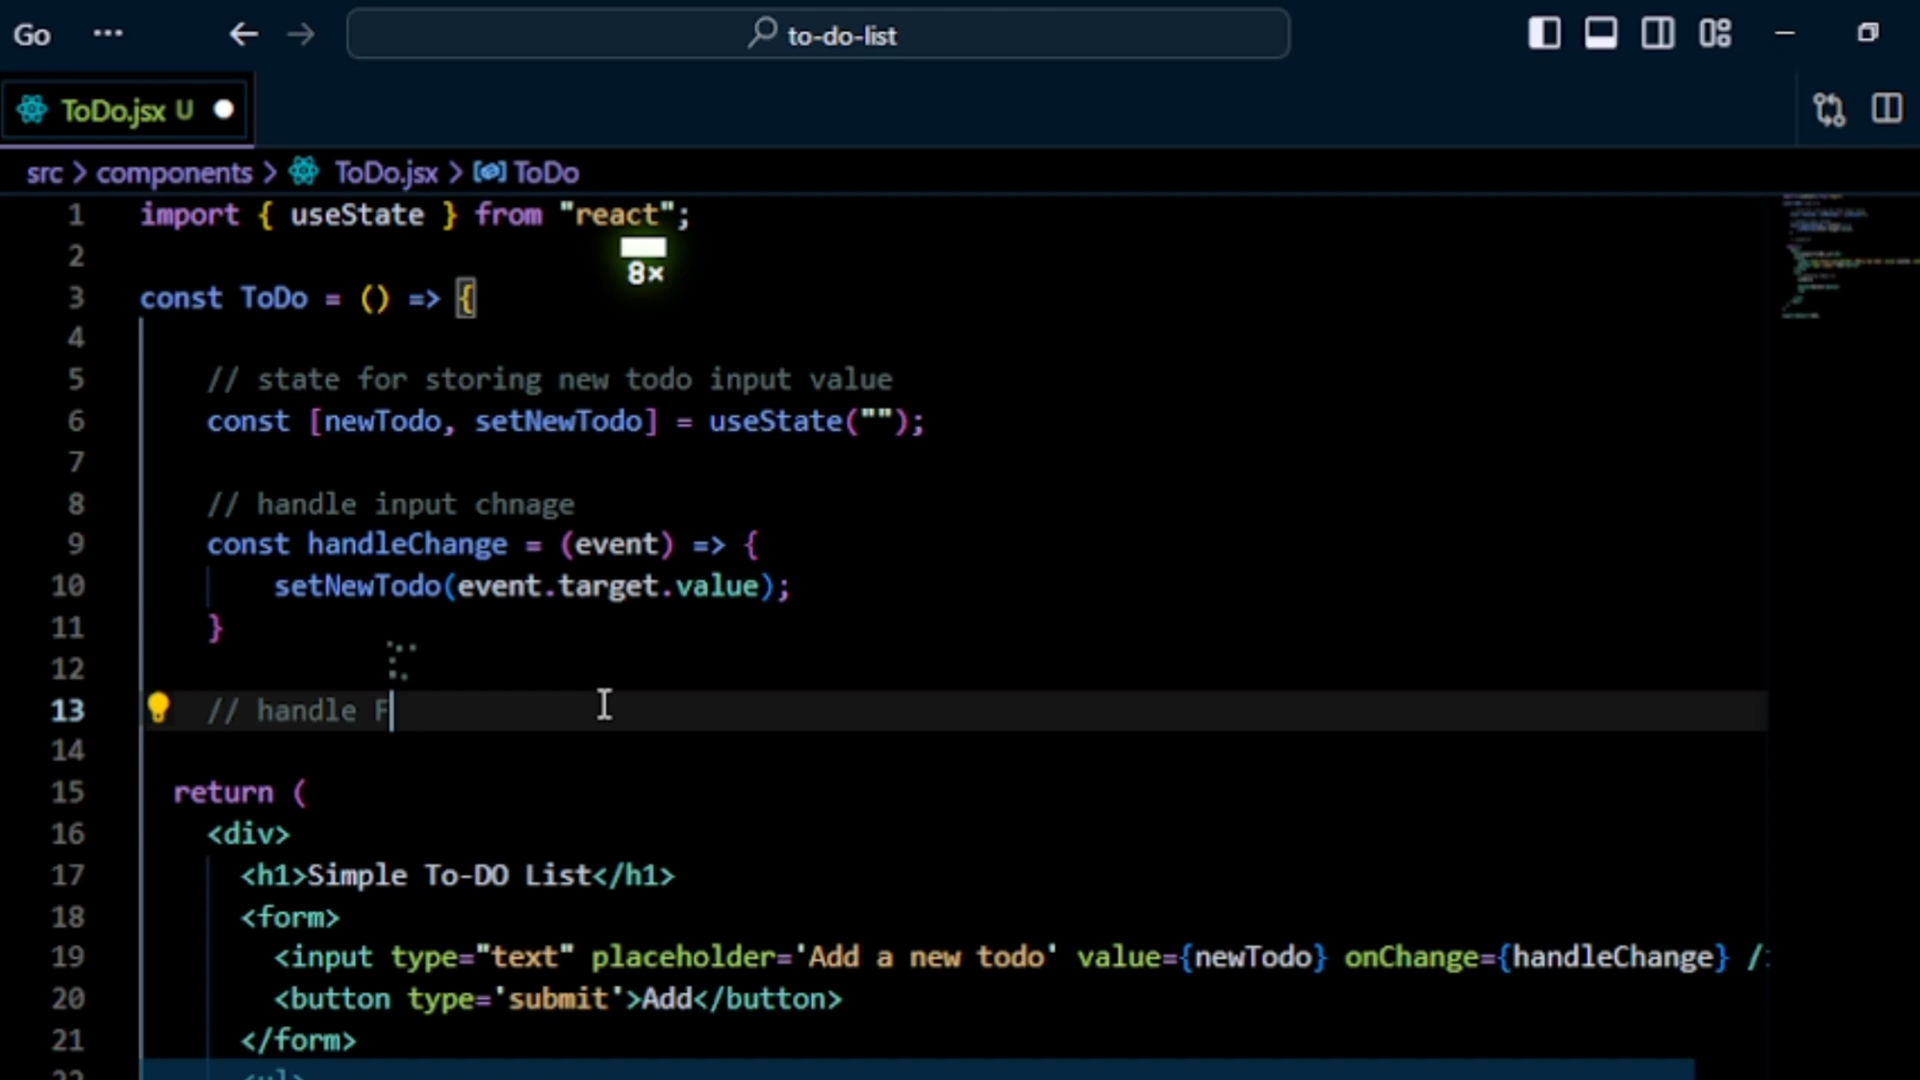 Go ··· to-do-list
ToDo.jsx U
src > components > ToDo.jsx > ToDo
1 import { useState } from "react";
8×
2
3 const ToDo = () => {
4
5 // state for storing new todo input value
6 const [newTodo, setNewTodo] = useState("");
7
8 // handle input chnage
9 const handleChange = (event) => {
10 setNewTodo(event.target.value);
11 }
12
13 // handle F
14
15 return (
16 <div>
17 <h1>Simple To-DO List</h1>
18 <form>
19 <input type="text" placeholder='Add a new todo' value={newTodo} onChange={handleChange} /
20 <button type='submit'>Add</button>
21 </form>
22 <ul>